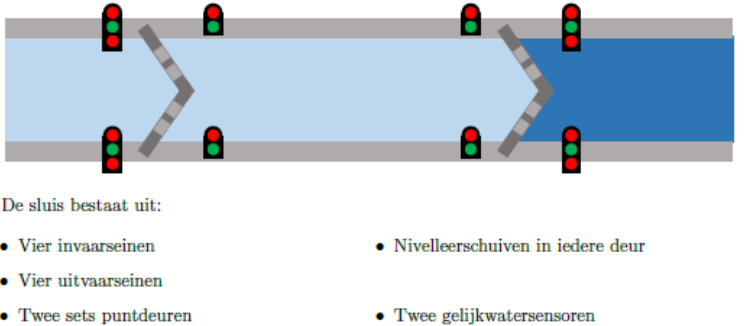 De sluis bestaat uit:
• Vier invaarseinen
• Vier uitvaarseinen
• Twee sets puntdeuren
• Nivelleerschuiven in iedere deur
• Twee gelijkwatersensoren